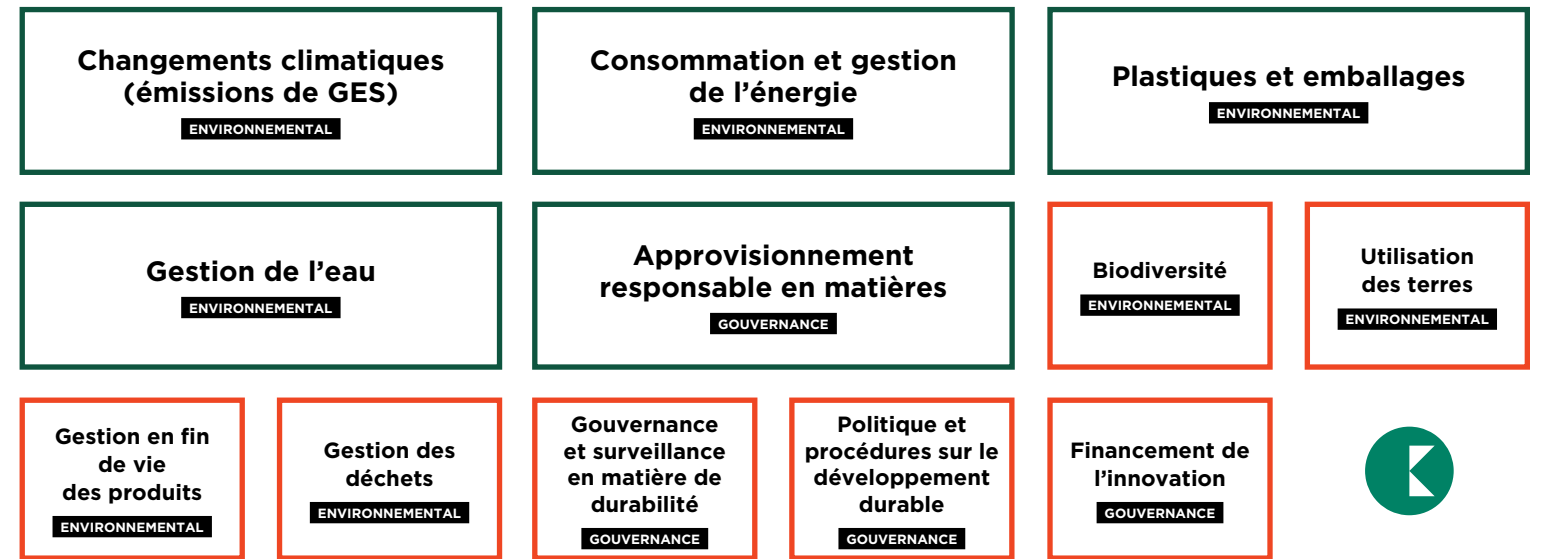 Changements climatiques
(émissions de GES)
ENVIRONNEMENTAL
Consommation et gestion
de l’énergie
ENVIRONNEMENTAL
Plastiques et emballages
ENVIRONNEMENTAL
Gestion de l’eau
ENVIRONNEMENTAL
Approvisionnement
responsable en matières
GOUVERNANCE
Biodiversité
ENVIRONNEMENTAL
Utilisation
des terres
ENVIRONNEMENTAL
Gestion en fin
de vie
des produits
ENVIRONNEMENTAL
Gestion des
déchets
ENVIRONNEMENTAL
Gouvernance
et surveillance
en matière de
durabilité
GOUVERNANCE
Politique et
procédures sur le
développement
durable
GOUVERNANCE
Financement de
l’innovation
GOUVERNANCE